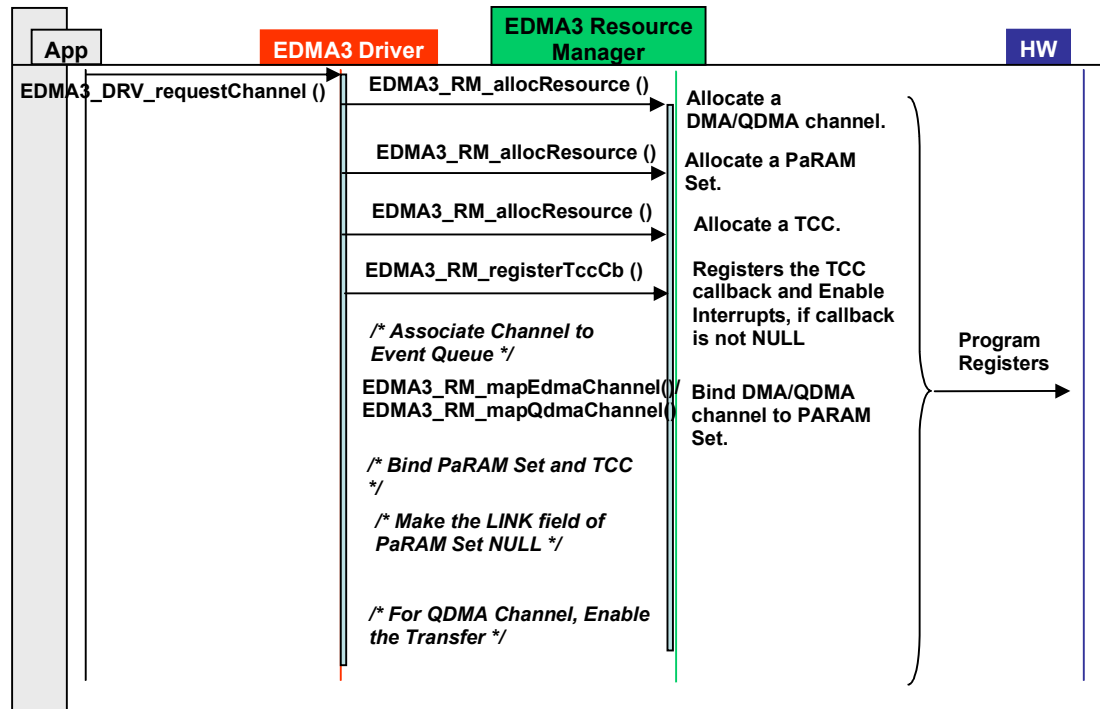 App
EDMA3 Driver
EDMA3 Resource
Manager
HW
EDMA3_DRV_requestChannel ()
EDMA3_RM_allocResource ()
Allocate a
DMA/QDMA channel.
EDMA3_RM_allocResource ()
Allocate a PaRAM
Set.
EDMA3_RM_allocResource ()
Allocate a TCC.
EDMA3_RM_registerTccCb ()
Registers the TCC
callback and Enable
Interrupts, if callback
is not NULL
/* Associate Channel to
Event Queue */
EDMA3_RM_mapEdmaChannel()/
EDMA3_RM_mapQdmaChannel()
Bind DMA/QDMA
channel to PARAM
Set.
Program
Registers
/* Bind PaRAM Set and TCC
*/
/* Make the LINK field of
PaRAM Set NULL */
/* For QDMA Channel, Enable
the Transfer */